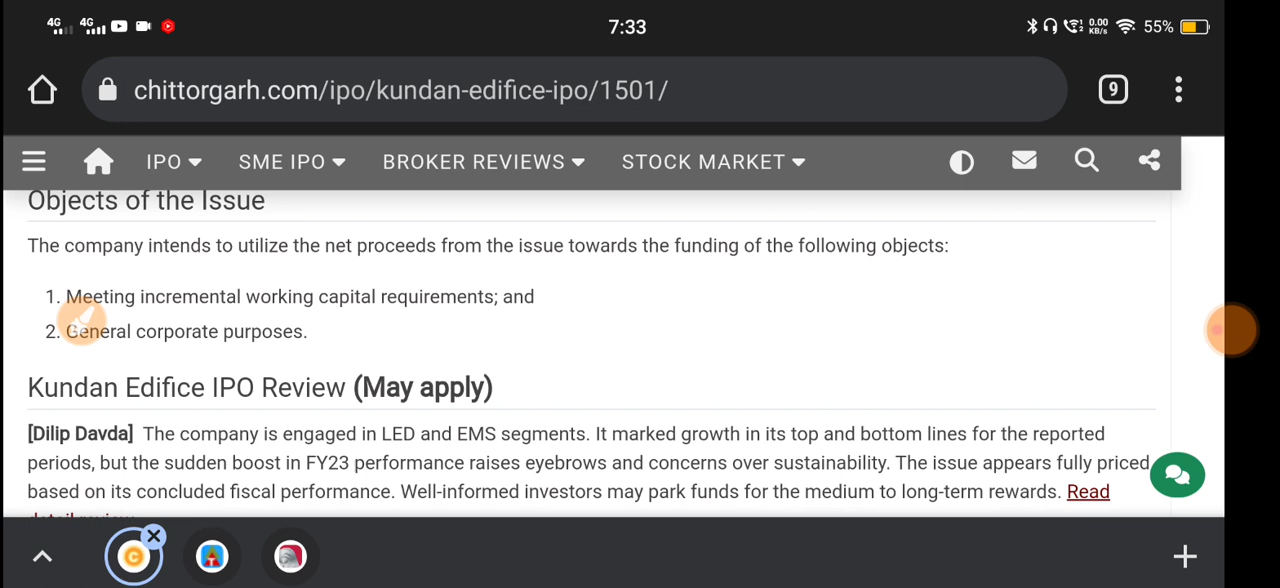 4G 4G 7:33 0.00 KB/s 55%
chittorgarh.com/ipo/kundan-edifice-ipo/1501/ 9
IPO SME IPO BROKER REVIEWS STOCK MARKET
Objects of the Issue
The company intends to utilize the net proceeds from the issue towards the funding of the following objects:
1. Meeting incremental working capital requirements; and
2. General corporate purposes.
Kundan Edifice IPO Review (May apply)
[Dilip Davda] The company is engaged in LED and EMS segments. It marked growth in its top and bottom lines for the reported
periods, but the sudden boost in FY23 performance raises eyebrows and concerns over sustainability. The issue appears fully priced
based on its concluded fiscal performance. Well-informed investors may park funds for the medium to long-term rewards. Read